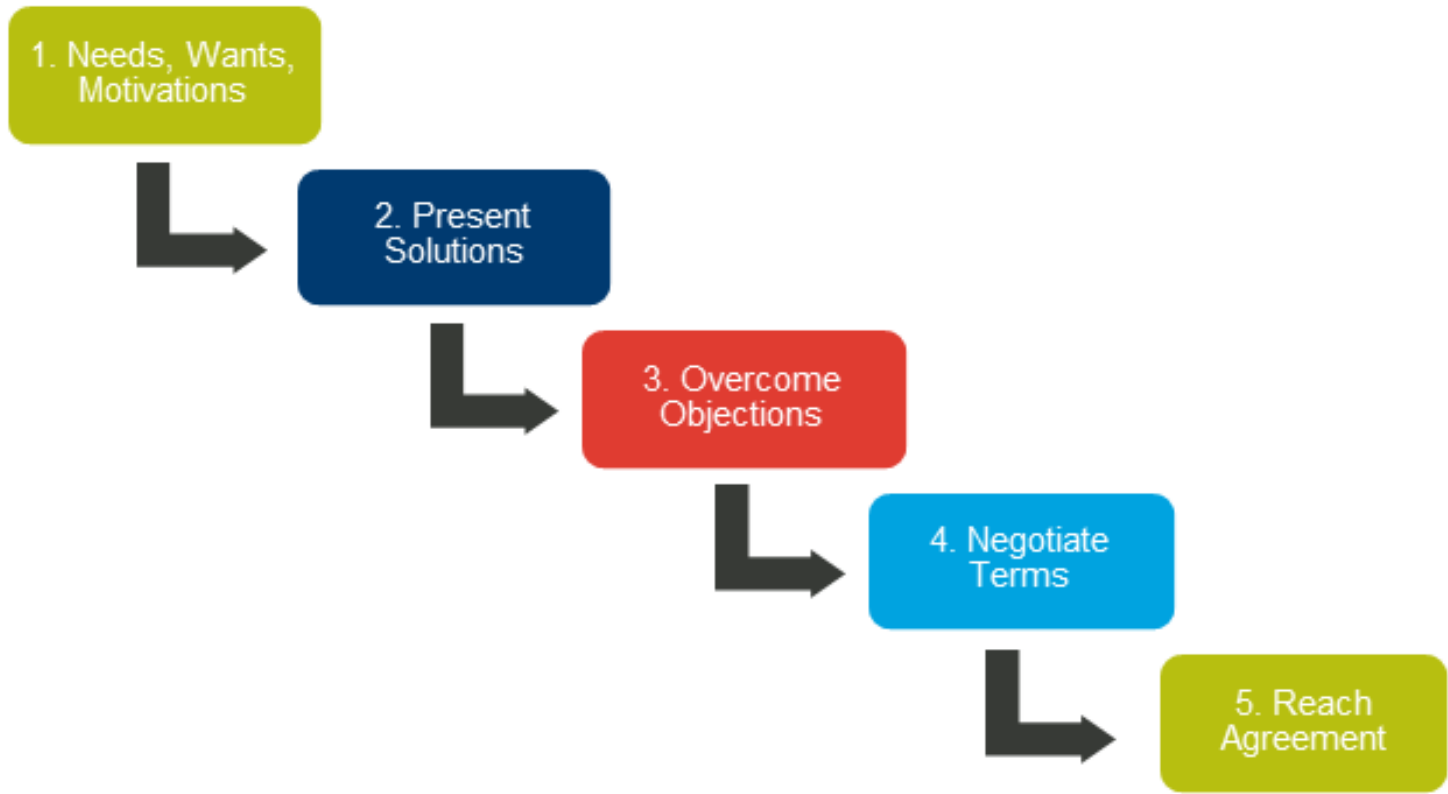 1. Needs, Wants,
Motivations
2. Present
Solutions
3. Overcome
Objections
4. Negotiate
Terms
5. Reach
Agreement